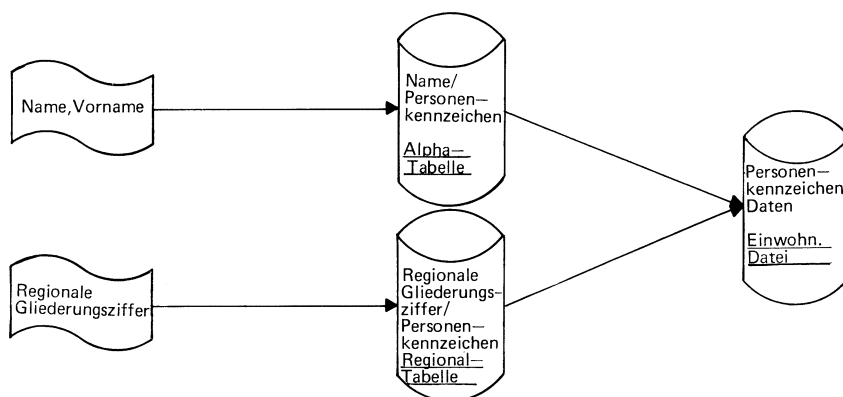 Name,Vorname
Name/
Personen—
kennzeichen
Alpha—
Tabelle
Personen—
kennzeichen
Daten
Einwohn.
Datei
Regionale
Gliederungsziffer
Regionale
Gliederungs-
ziffer/
Personen—
kennzeichen
Regional—
Tabelle